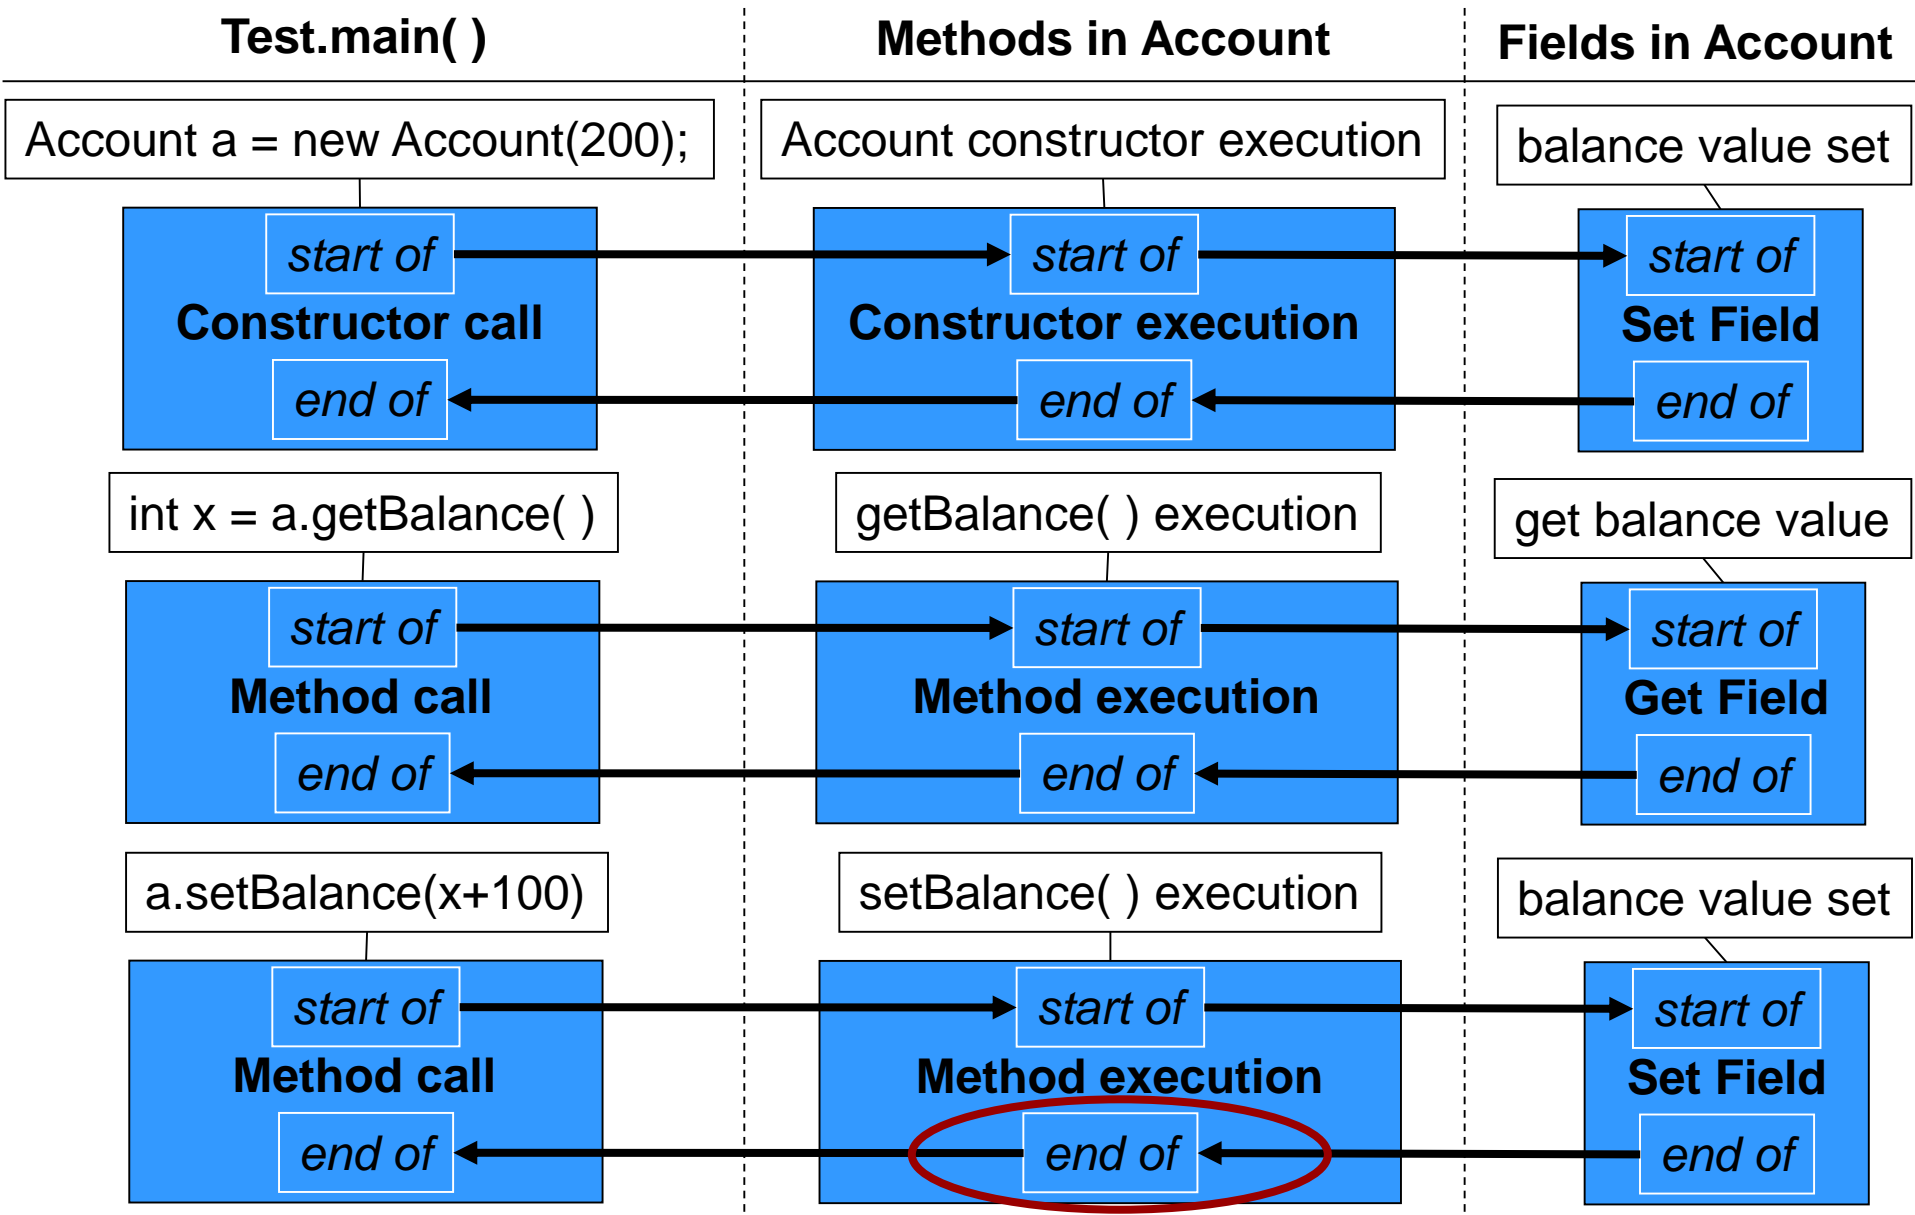 Test.main( )
Methods in Account
Fields in Account
Account a = new Account(200);
Account constructor execution
balance value set
start of
start of
start of
Constructor call
Constructor execution
Set Field
end of
end of
end of
int x = a.getBalance( )
getBalance( ) execution
get balance value
start of
start of
start of
Method call
Method execution
Get Field
end of
end of
end of
a.setBalance(x+100)
setBalance( ) execution
balance value set
start of
start of
start of
Method call
Method execution
Set Field
end of
end of
end of